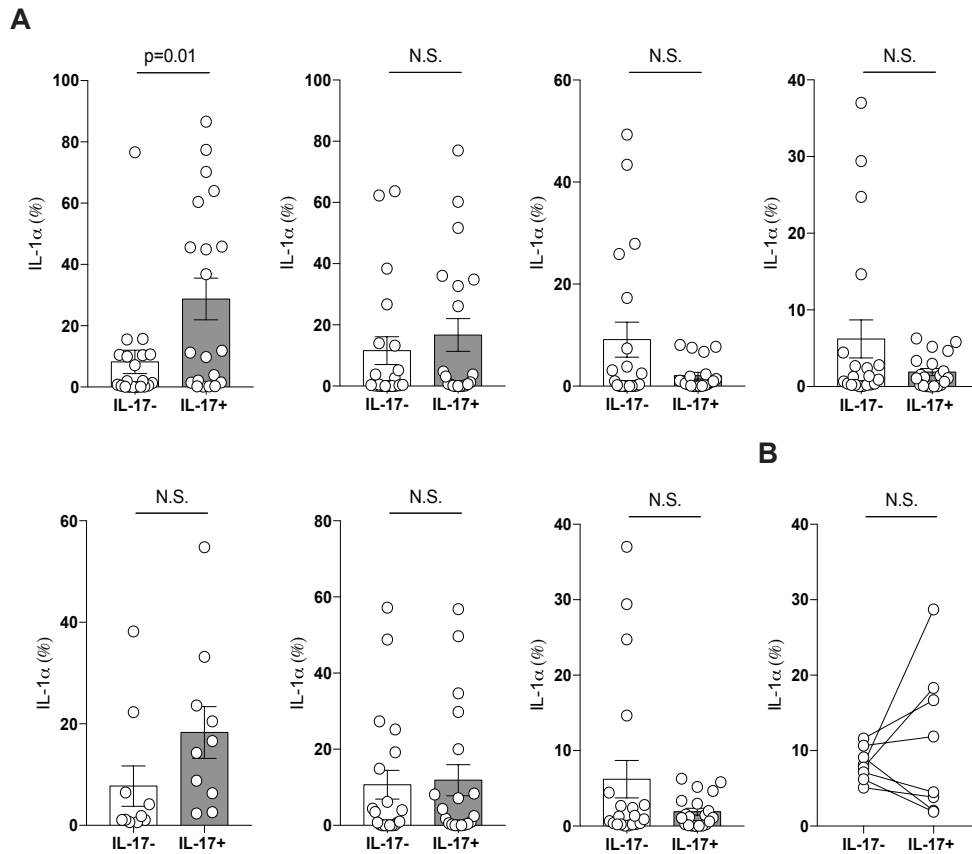 A
p=0.01
N.S.
N.S.
N.S.
100
80
60
40
20
0
IL-1α (%)
IL-17- IL-17+
100
80
60
40
20
0
IL-1α (%)
IL-17- IL-17+
60
40
20
0
IL-1α (%)
IL-17- IL-17+
40
30
20
10
0
IL-1α (%)
IL-17- IL-17+
B
N.S.
N.S.
N.S.
N.S.
60
40
20
0
IL-1α (%)
IL-17- IL-17+
80
60
40
20
0
IL-1α (%)
IL-17- IL-17+
40
30
20
10
0
IL-1α (%)
IL-17- IL-17+
40
30
20
10
0
IL-1α (%)
IL-17- IL-17+